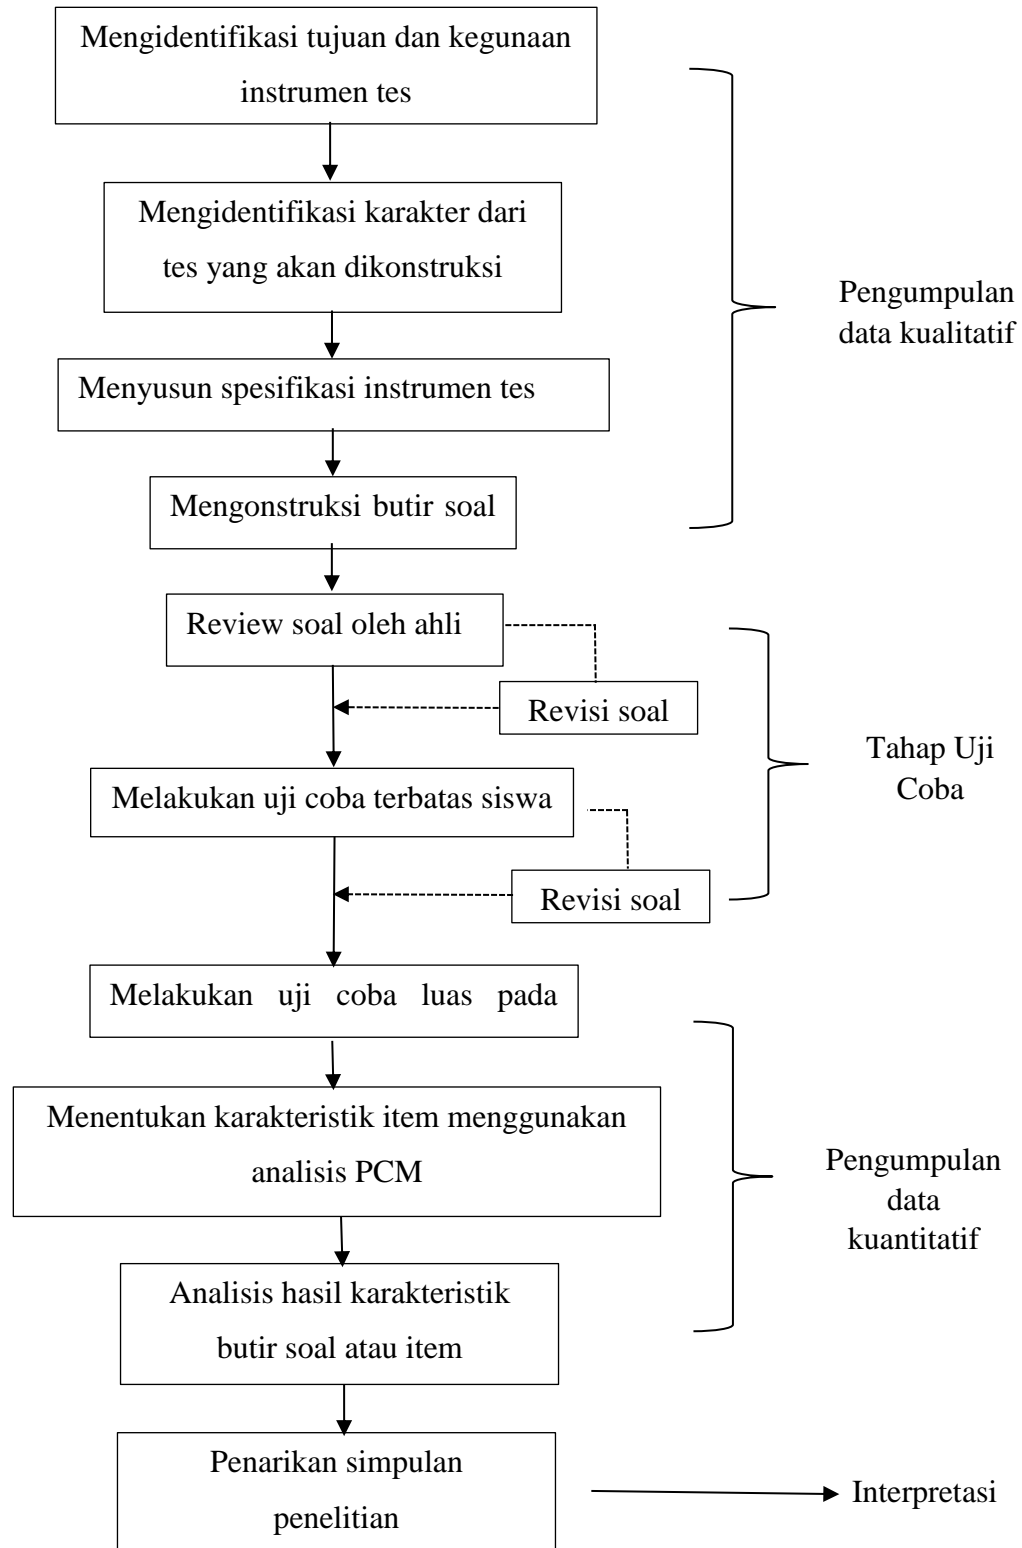 Mengidentifikasi tujuan dan kegunaan
instrumen tes
Mengidentifikasi karakter dari
tes yang akan dikonstruksi
Pengumpulan
data kualitatif
Menyusun spesifikasi instrumen tes
Mengonstruksi butir soal
Review soal oleh ahli
Revisi soal
Tahap Uji
Coba
Melakukan uji coba terbatas siswa
Revisi soal
Melakukan uji coba luas pada
Menentukan karakteristik item menggunakan
analisis PCM
Pengumpulan
data
kuantitatif
Analisis hasil karakteristik
butir soal atau item
Penarikan simpulan
penelitian
Interpretasi